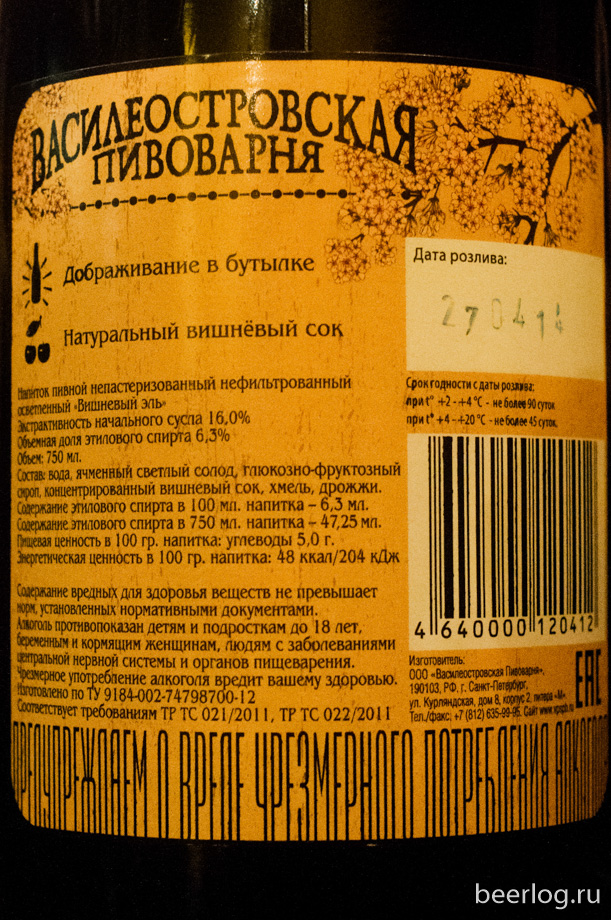 ВАСИЛЕОСТРОВСКАЯ
ПИВОВАРНЯ
Дображивание в бутылке
Натуральный вишнёвый сок
Напиток пивной непастеризованный нефильтрованный
осветленный «Вишневый эль»
Экстрактивность начального сусла 16,0%
Объемная доля этилового спирта 6,3%
Объем: 750 мл.
Состав: вода, ячменный светлый солод, глюкозно-фруктозный
сироп, концентрированный вишневый сок, хмель, дрожжи.
Содержание этилового спирта в 100 мл. напитка – 6,3 мл.
Содержание этилового спирта в 750 мл. напитка – 47,25 мл.
Пищевая ценность в 100 гр. напитка: углеводы 5,0 г.
Энергетическая ценность в 100 гр. напитка: 48 ккал/204 кДж
Содержание вредных для здоровья веществ не превышает
норм, установленных нормативными документами.
Алкоголь противопоказан детям и подросткам до 18 лет,
беременным и кормящим женщинам, людям с заболеваниями
центральной нервной системы и органов пищеварения.
Чрезмерное употребление алкоголя вредит вашему здоровью.
Изготовлено по ТУ 9184-002-74798700-12
Соответствует требованиям ТР ТС 021/2011, ТР ТС 022/2011
Дата розлива:
270414
Срок годности с даты розлива:
при t° +2 - +4 °C - не более 90 суток
при t° +4 - +20 °C - не более 45 суток.
4 640000 120412
Изготовитель:
ООО «Василеостровская Пивоварня»,
190103, РФ, г. Санкт-Петербург,
ул. Курляндская, дом 8, корпус 2, литера «М».
Тел./факс: +7 (812) 635-99-95. Сайт
EAC
ПРЕДУПРЕЖДАЕМ О ВРЕДЕ ЧРЕЗМЕРНОГО ПОТРЕБЛЕНИЯ
beerlog.ru